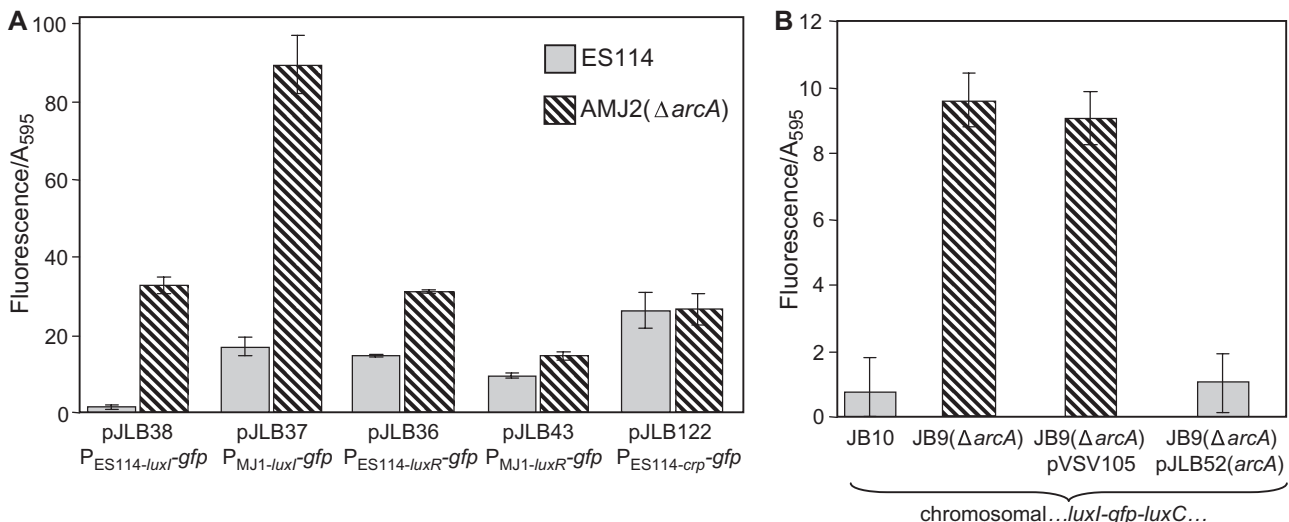 A
Fluorescence/A595
100
80
60
40
20
0
ES114
AMJ2(ΔarcA)
pJLB38
PES114-luxI-gfp
pJLB37
PMJ1-luxI-gfp
pJLB36
PES114-luxR-gfp
pJLB43
PMJ1-luxR-gfp
pJLB122
PES114-crp-gfp
B
Fluorescence/A595
12
10
8
6
4
2
0
JB10
JB9(ΔarcA)
JB9(ΔarcA)
pVSV105
JB9(ΔarcA)
pJLB52(arcA)
chromosomal...luxI-gfp-luxC...